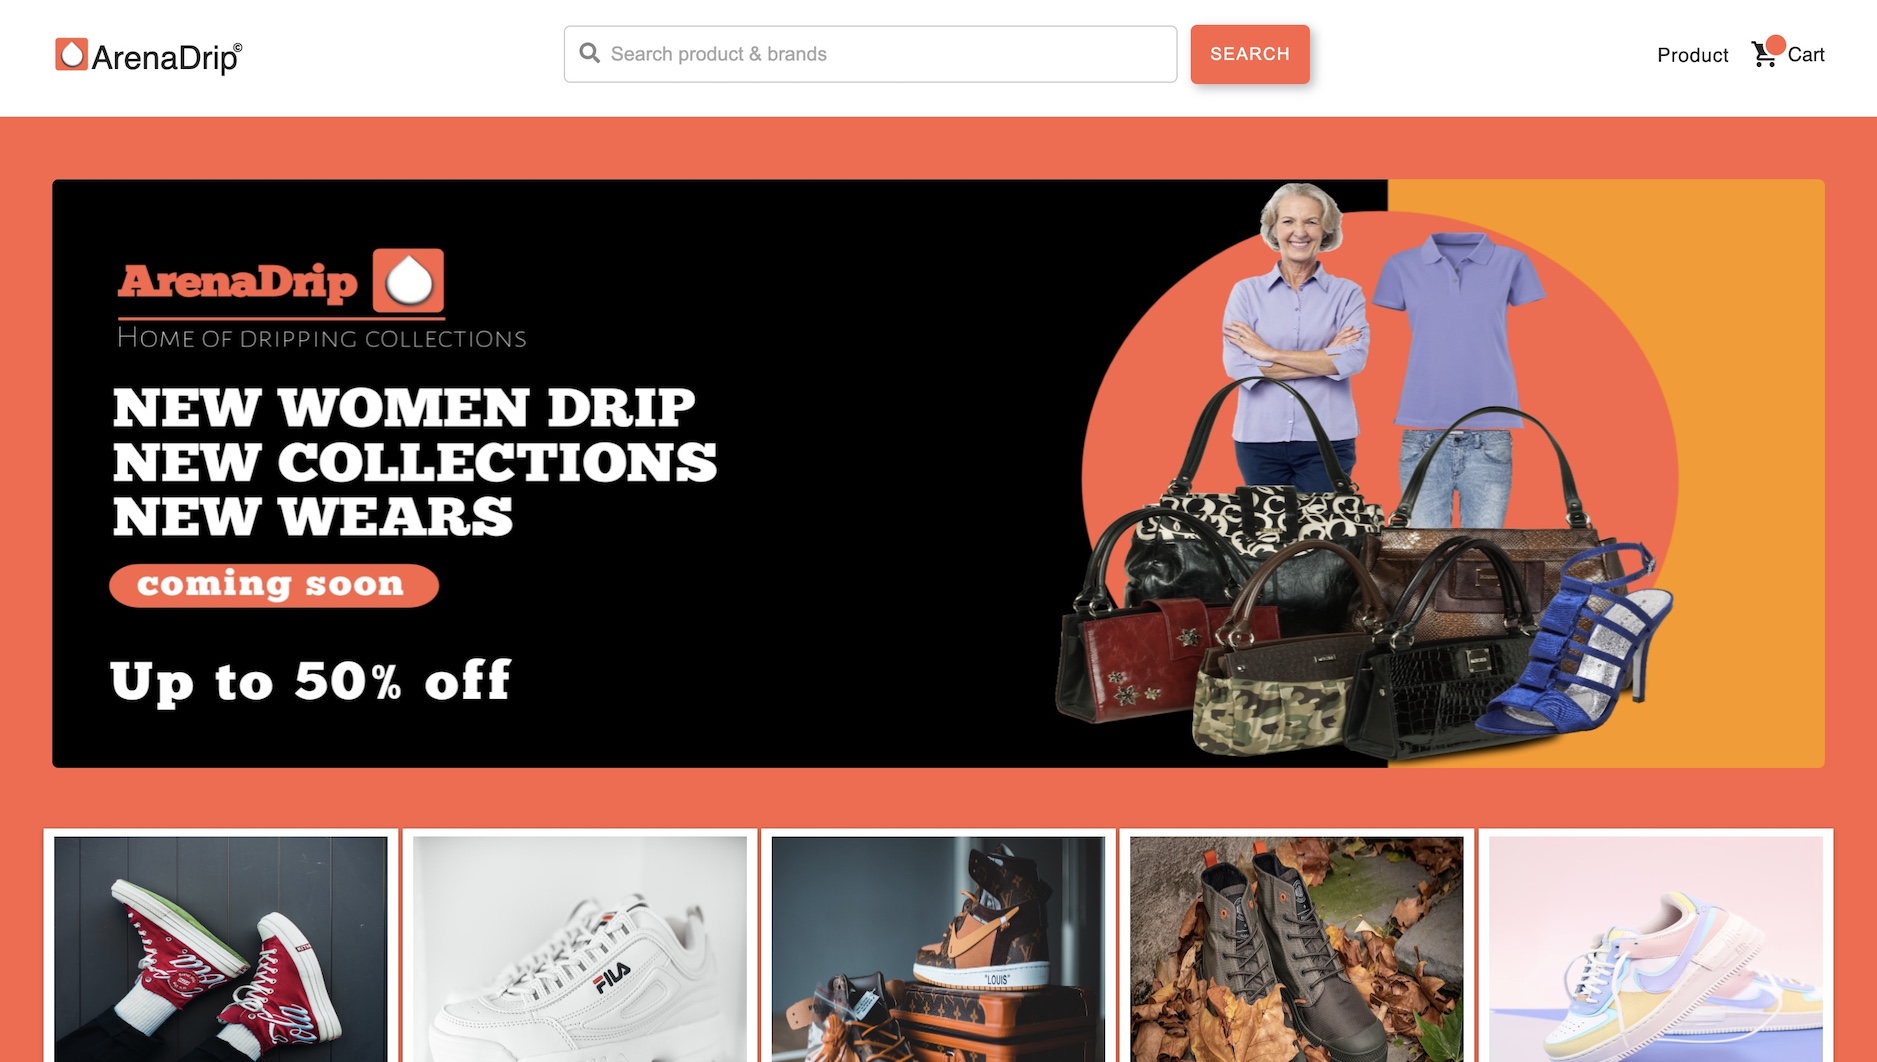 ArenaDrip©
Search product & brands
SEARCH
Product
Cart
ArenaDrip
HOME OF DRIPPING COLLECTIONS
NEW WOMEN DRIP
NEW COLLECTIONS
NEW WEARS
coming soon
Up to 50% off
FILA
"LOUIS"